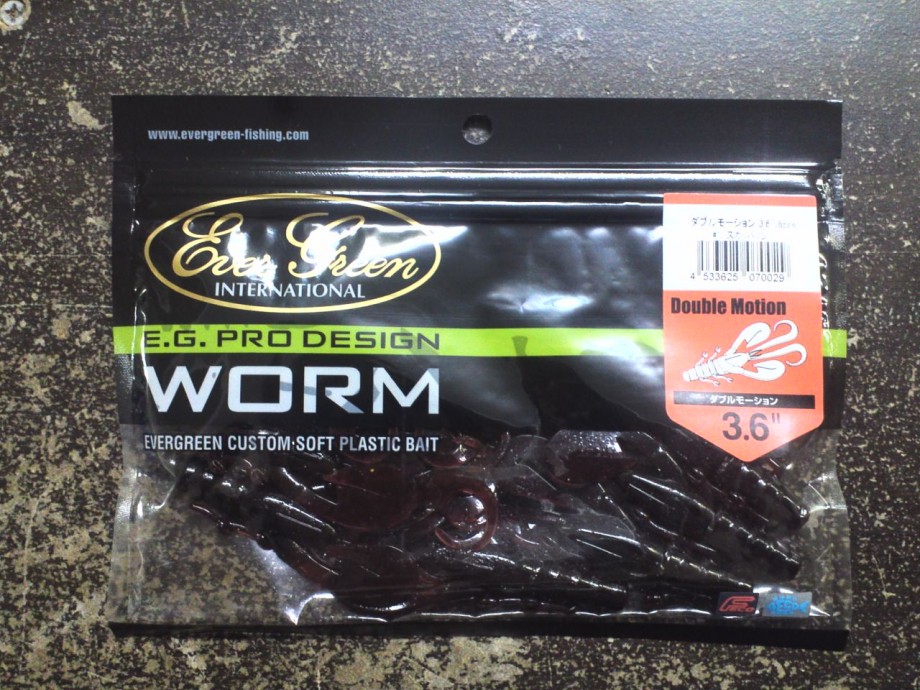 www.evergreen-fishing.com
Ever Green
INTERNATIONAL
E.G. PRO DESIGN
WORM
EVERGREEN CUSTOM·SOFT PLASTIC BAIT
ダブルモーション 3.6
4 533625 070029
Double Motion
ダブルモーション
3.6"